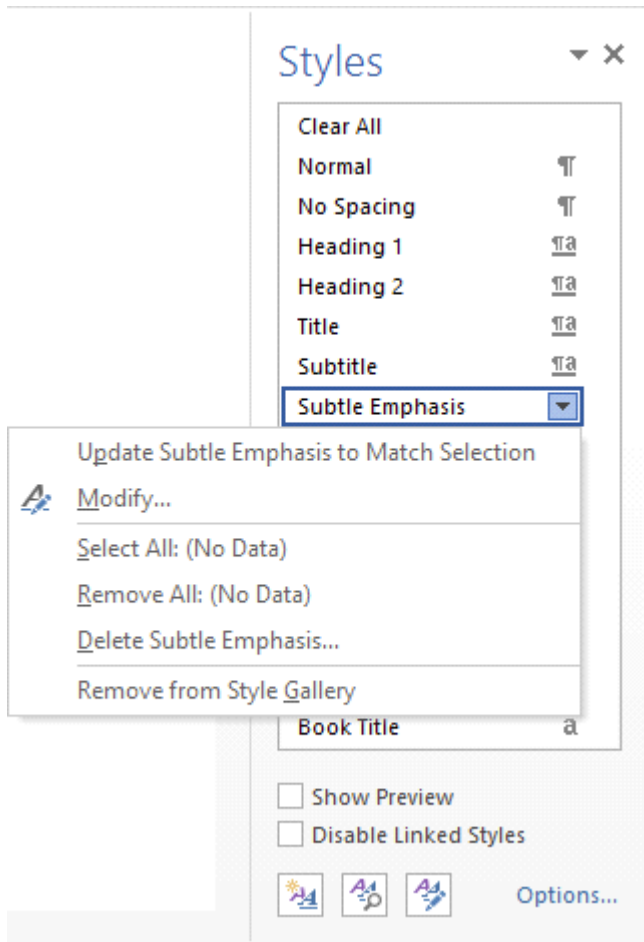 Styles
Clear All
Normal ¶
No Spacing ¶
Heading 1 ¶a
Heading 2 ¶a
Title ¶a
Subtitle ¶a
Subtle Emphasis
Update Subtle Emphasis to Match Selection
Modify...
Select All: (No Data)
Remove All: (No Data)
Delete Subtle Emphasis...
Remove from Style Gallery
Book Title a
Show Preview
Disable Linked Styles
Options...